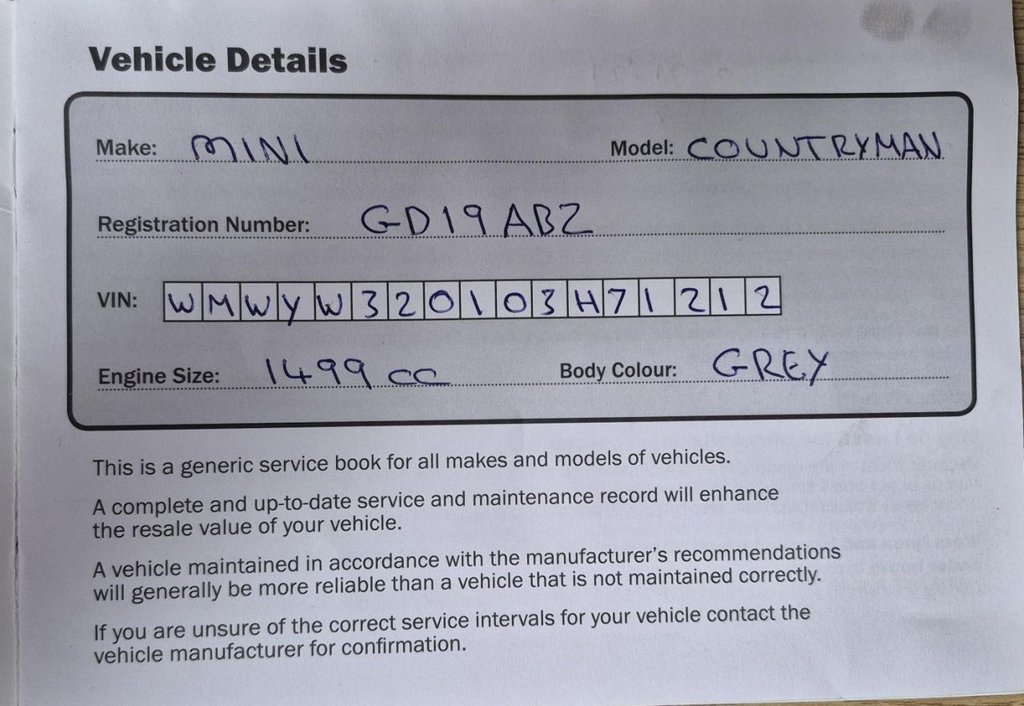 Vehicle Details
Make: MINI Model: COUNTRYMAN
Registration Number: GD19 ABZ
VIN: WMWYW320103H71212
Engine Size: 1499 cc Body Colour: GREY
This is a generic service book for all makes and models of vehicles.
A complete and up-to-date service and maintenance record will enhance
the resale value of your vehicle.
A vehicle maintained in accordance with the manufacturer's recommendations
will generally be more reliable than a vehicle that is not maintained correctly.
If you are unsure of the correct service intervals for your vehicle contact the
vehicle manufacturer for confirmation.